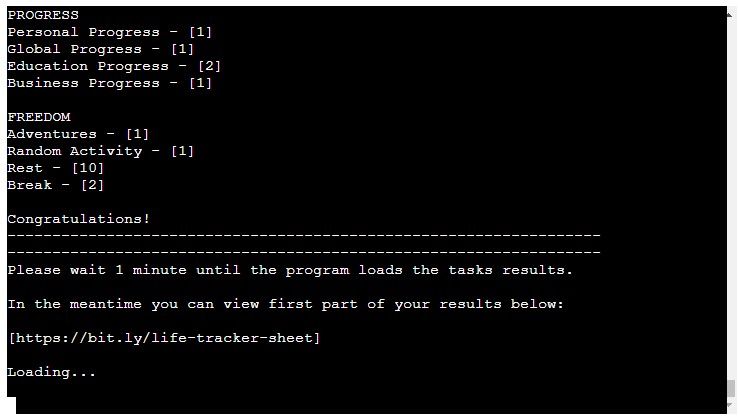 PROGRESS
Personal Progress - [1]
Global Progress - [1]
Education Progress - [2]
Business Progress - [1]
FREEDOM
Adventures - [1]
Random Activity - [1]
Rest - [10]
Break - [2]
Congratulations!
------------------------------------------------------------------
------------------------------------------------------------------
Please wait 1 minute until the program loads the tasks results.
In the meantime you can view first part of your results below:
[https://bit.ly/life-tracker-sheet]
Loading...